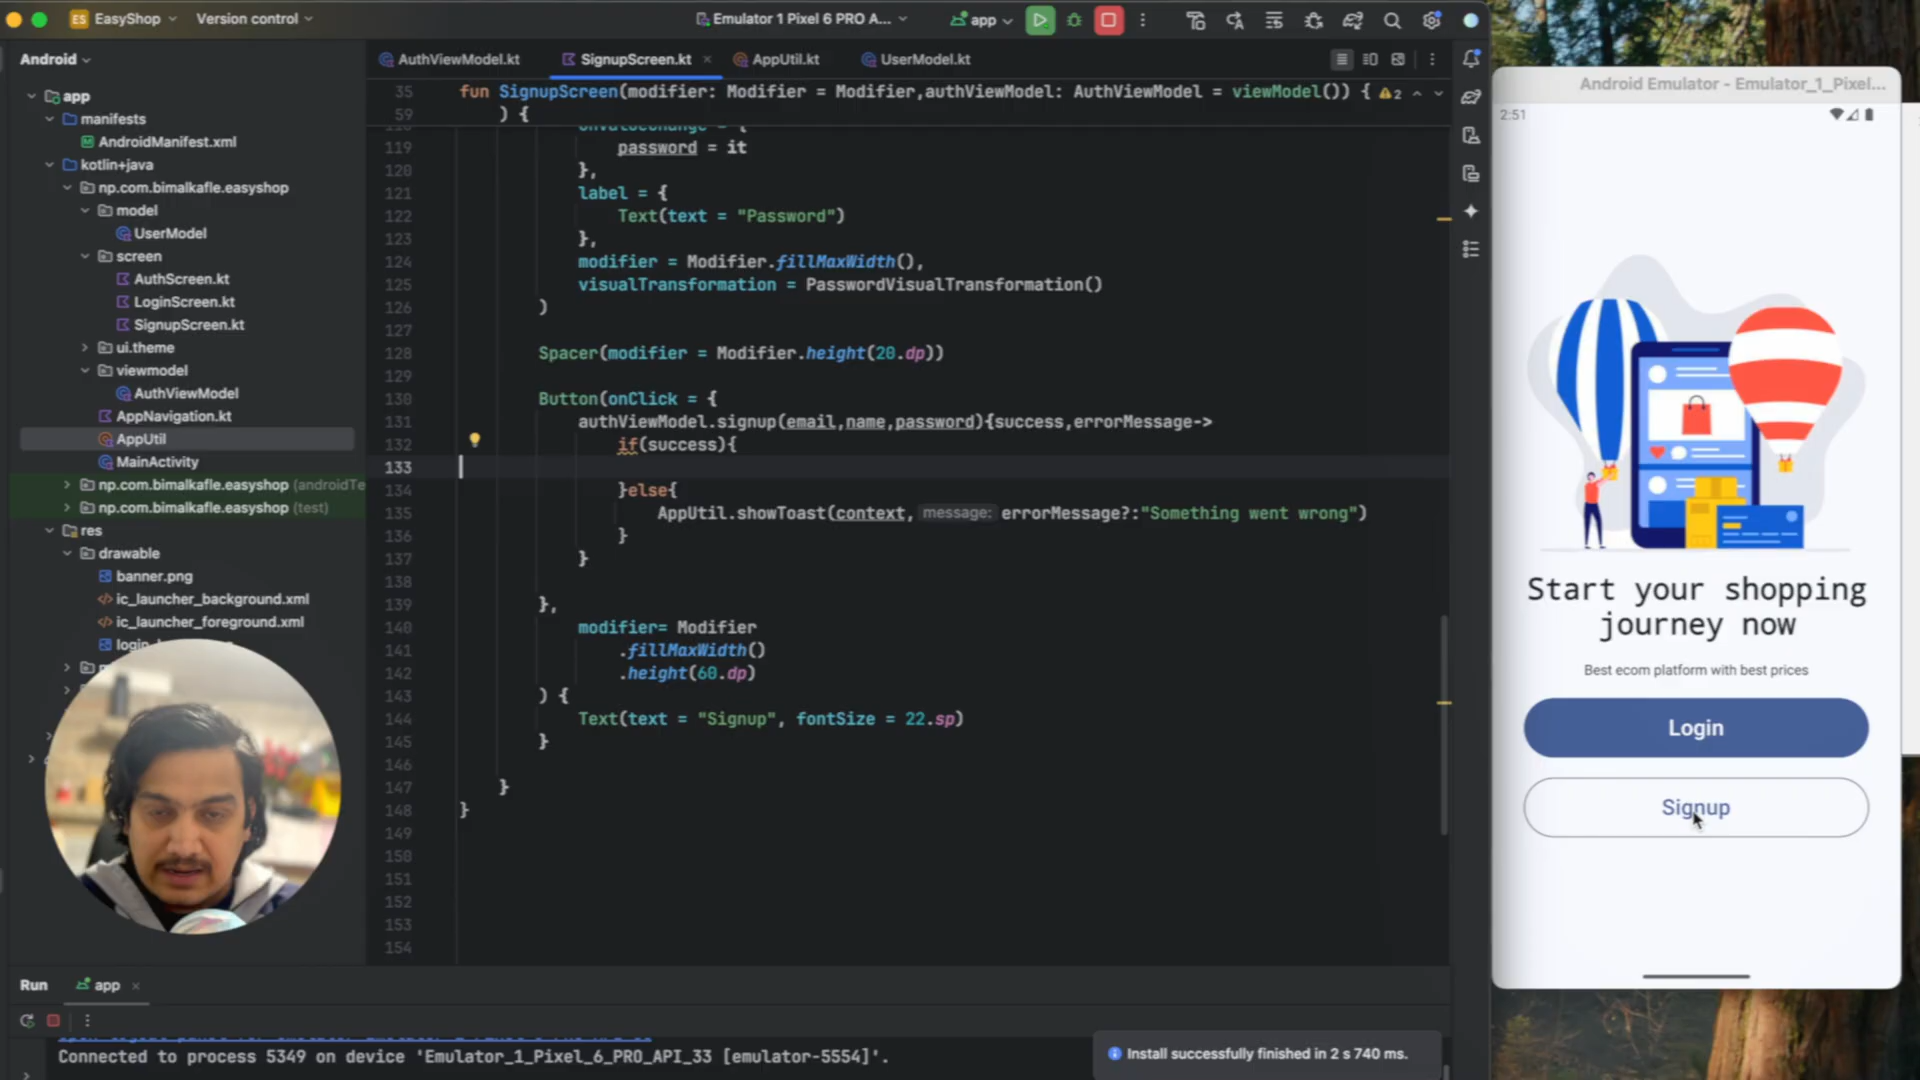 ES EasyShop Version control Emulator 1 Pixel 6 PRO A... app
Android
AuthViewModel.kt SignupScreen.kt AppUtil.kt UserModel.kt
app
manifests
AndroidManifest.xml
kotlin+java
np.com.bimalkafle.easyshop
model
UserModel
screen
AuthScreen.kt
LoginScreen.kt
SignupScreen.kt
ui.theme
viewmodel
AuthViewModel
AppNavigation.kt
AppUtil
MainActivity
np.com.bimalkafle.easyshop (androidTe
np.com.bimalkafle.easyshop (test)
res
drawable
banner.png
ic_launcher_background.xml
ic_launcher_foreground.xml
35 fun SignupScreen(modifier: Modifier = Modifier,authViewModel: AuthViewModel = viewModel()) { 2
59 ) {
119 password = it
120 },
121 label = {
122 Text(text = "Password")
123 },
124 modifier = Modifier.fillMaxWidth(),
125 visualTransformation = PasswordVisualTransformation()
126 )
127
128 Spacer(modifier = Modifier.height(20.dp))
129
130 Button(onClick = {
131 authViewModel.signup(email,name,password){success,errorMessage->
132 if(success){
133
134 }else{
135 AppUtil.showToast(context, message: errorMessage?:"Something went wrong")
136 }
137 }
138
139 },
140 modifier= Modifier
141 .fillMaxWidth()
142 .height(60.dp)
143 ) {
144 Text(text = "Signup", fontSize = 22.sp)
145 }
146
147 }
148 }
149
150
151
152
153
154
Run app
Connected to process 5349 on device 'Emulator_1_Pixel_6_PRO_API_33 [emulator-5554]'.
Install successfully finished in 2 s 740 ms.
Android Emulator - Emulator_1_Pixel...
2:51
Start your shopping
journey now
Best ecom platform with best prices
Login
Signup